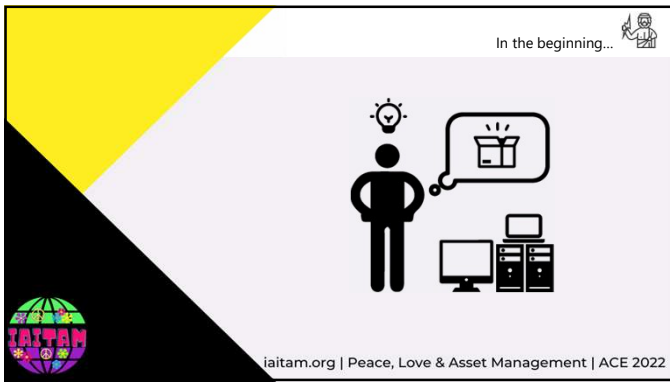 In the beginning...
IAITAM
iaitam.org | Peace, Love & Asset Management | ACE 2022